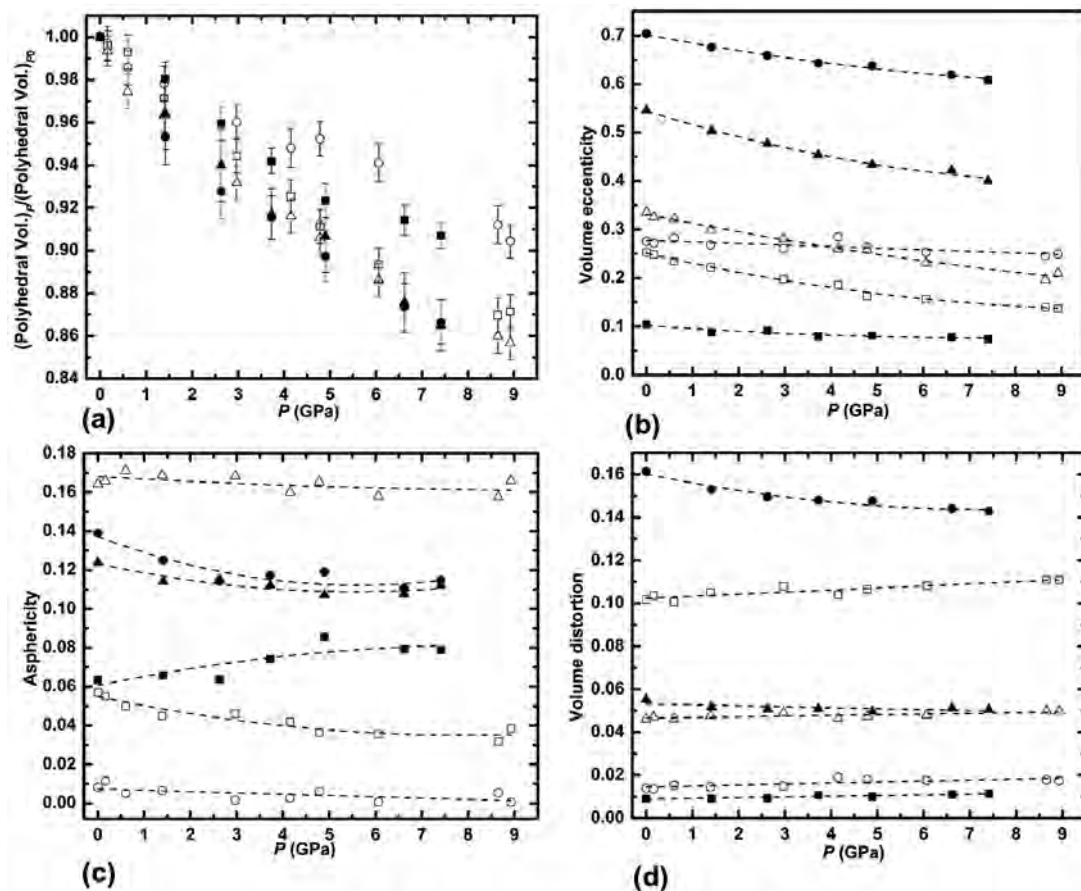 (Polyhedral Vol.)P/(Polyhedral Vol.)P0
1.00
0.98
0.96
0.94
0.92
0.90
0.88
0.86
0.84
0 1 2 3 4 5 6 7 8 9
P (GPa)
(a)
Volume eccenticity
0.7
0.6
0.5
0.4
0.3
0.2
0.1
0.0
0 1 2 3 4 5 6 7 8 9
P (GPa)
(b)
Asphericity
0.18
0.16
0.14
0.12
0.10
0.08
0.06
0.04
0.02
0.00
0 1 2 3 4 5 6 7 8 9
P (GPa)
(c)
Volume distortion
0.16
0.14
0.12
0.10
0.08
0.06
0.04
0.02
0.00
0 1 2 3 4 5 6 7 8 9
P (GPa)
(d)